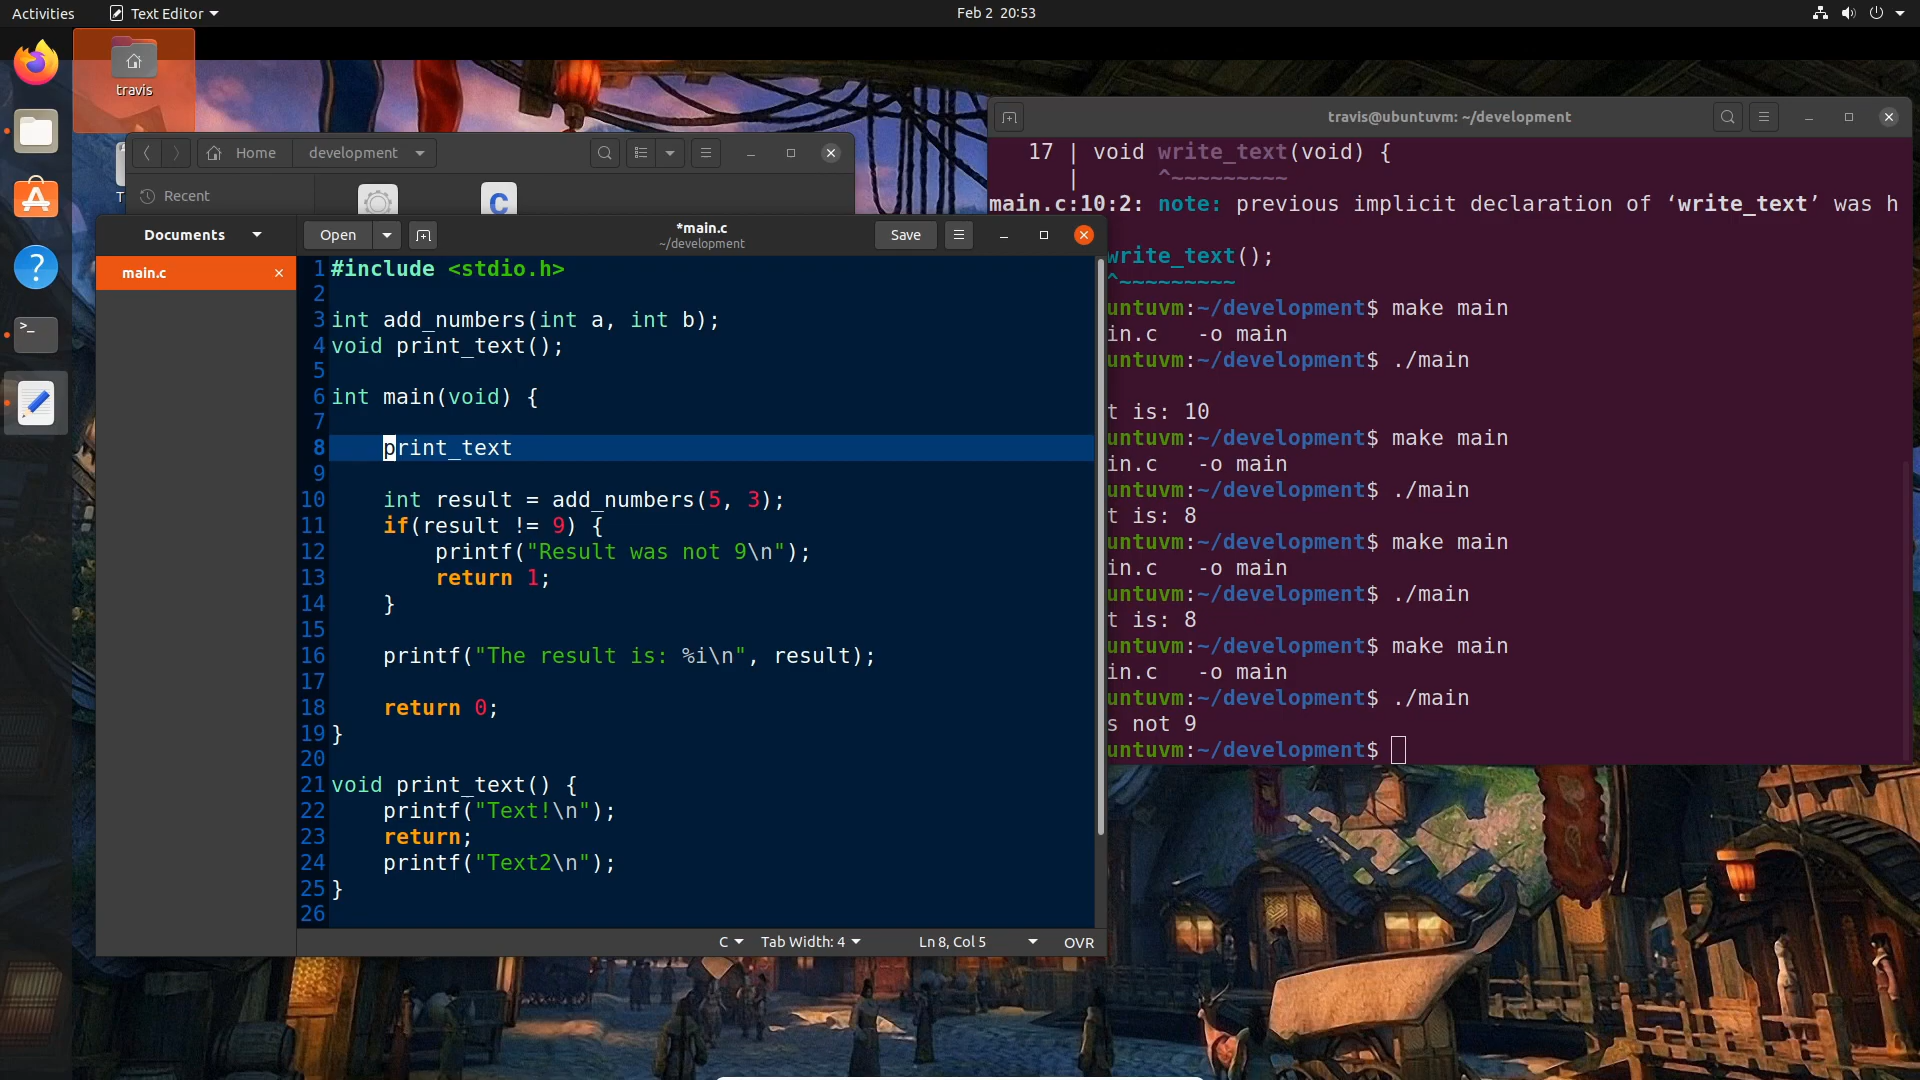 Activities
Text Editor
Feb 2 20:53
travis
Home
development
Recent
Documents
Open
*main.c
~/development
Save
main.c
1 #include <stdio.h>
2
3 int add_numbers(int a, int b);
4 void print_text();
5
6 int main(void) {
7
8 print_text
9
10 int result = add_numbers(5, 3);
11 if(result != 9) {
12 printf("Result was not 9\n");
13 return 1;
14 }
15
16 printf("The result is: %i\n", result);
17
18 return 0;
19 }
20
21 void print_text() {
22 printf("Text!\n");
23 return;
24 printf("Text2\n");
25 }
26
C
Tab Width: 4
Ln 8, Col 5
OVR
travis@ubuntuvm: ~/development
17 | void write_text(void) {
| ^~~~~~~~~~
main.c:10:2: note: previous implicit declaration of ‘write_text’ was h
write_text();
^~~~~~~~~~
untuvm:~/development$ make main
in.c -o main
untuvm:~/development$ ./main
t is: 10
untuvm:~/development$ make main
in.c -o main
untuvm:~/development$ ./main
t is: 8
untuvm:~/development$ make main
in.c -o main
untuvm:~/development$ ./main
t is: 8
untuvm:~/development$ make main
in.c -o main
untuvm:~/development$ ./main
s not 9
untuvm:~/development$